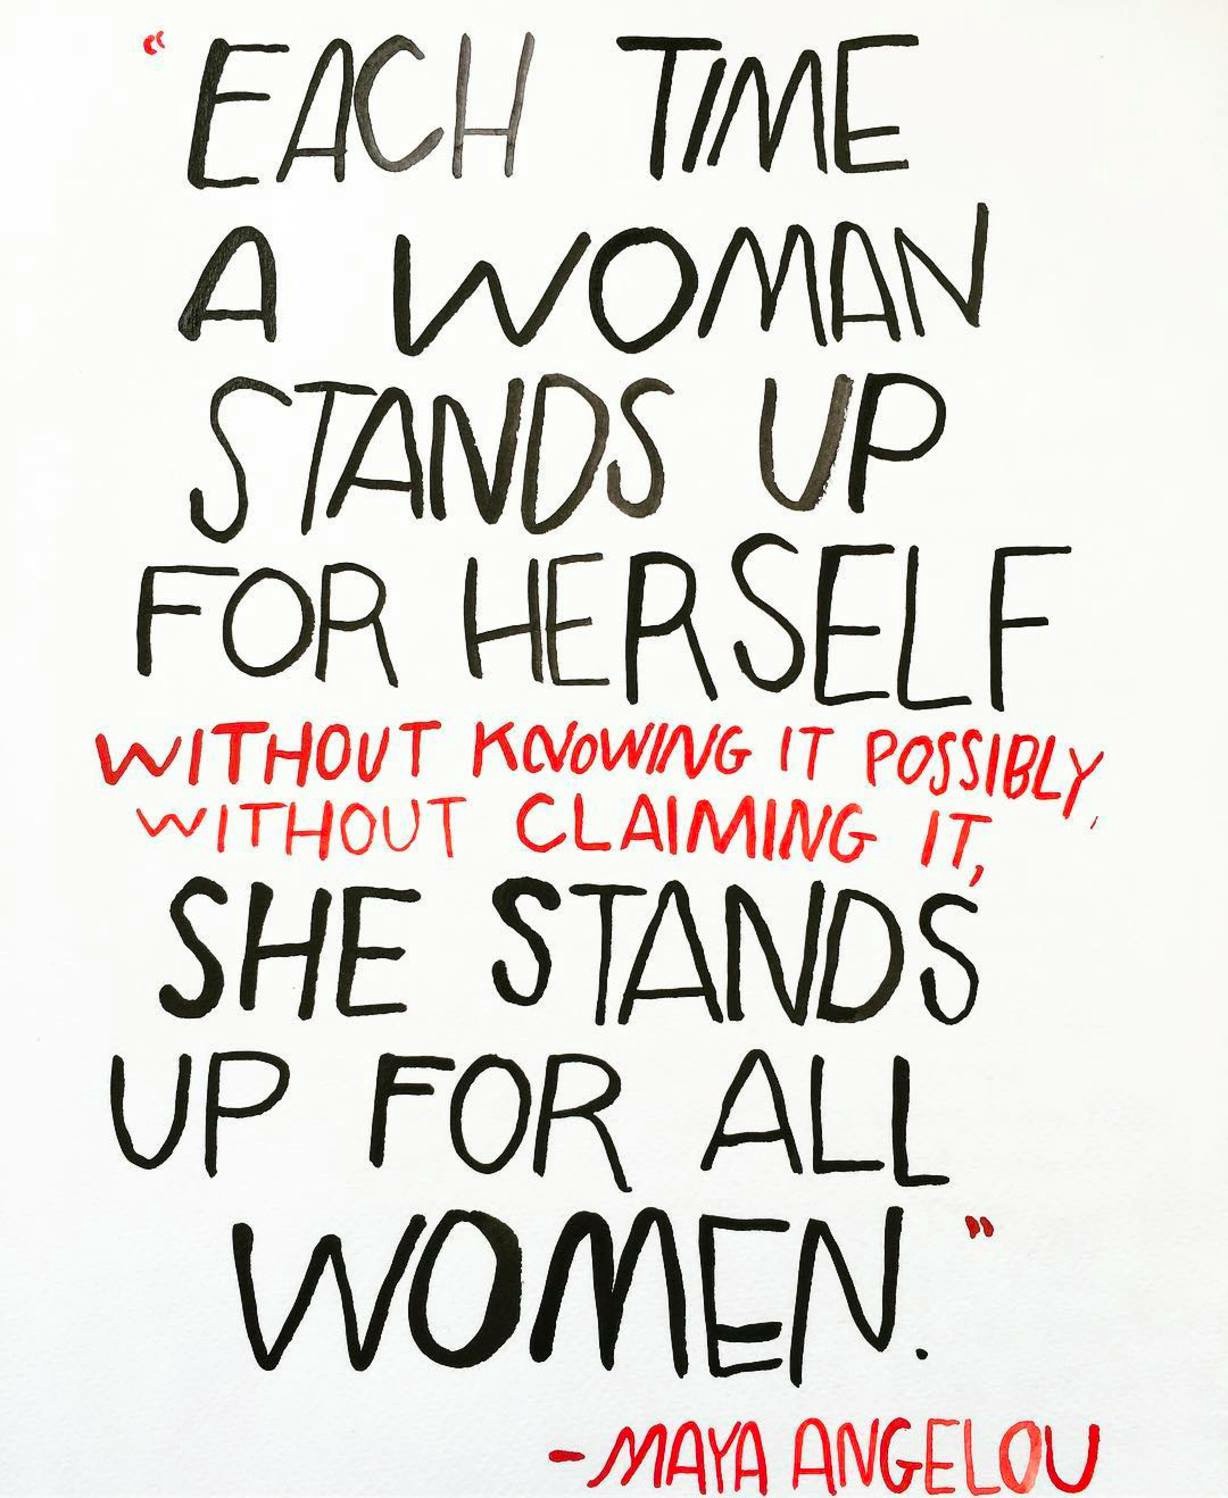 “EACH TIME
A WOMAN
STANDS UP
FOR HERSELF
WITHOUT KNOWING IT POSSIBLY,
WITHOUT CLAIMING IT,
SHE STANDS
UP FOR ALL
WOMEN.”
-MAYA ANGELOU